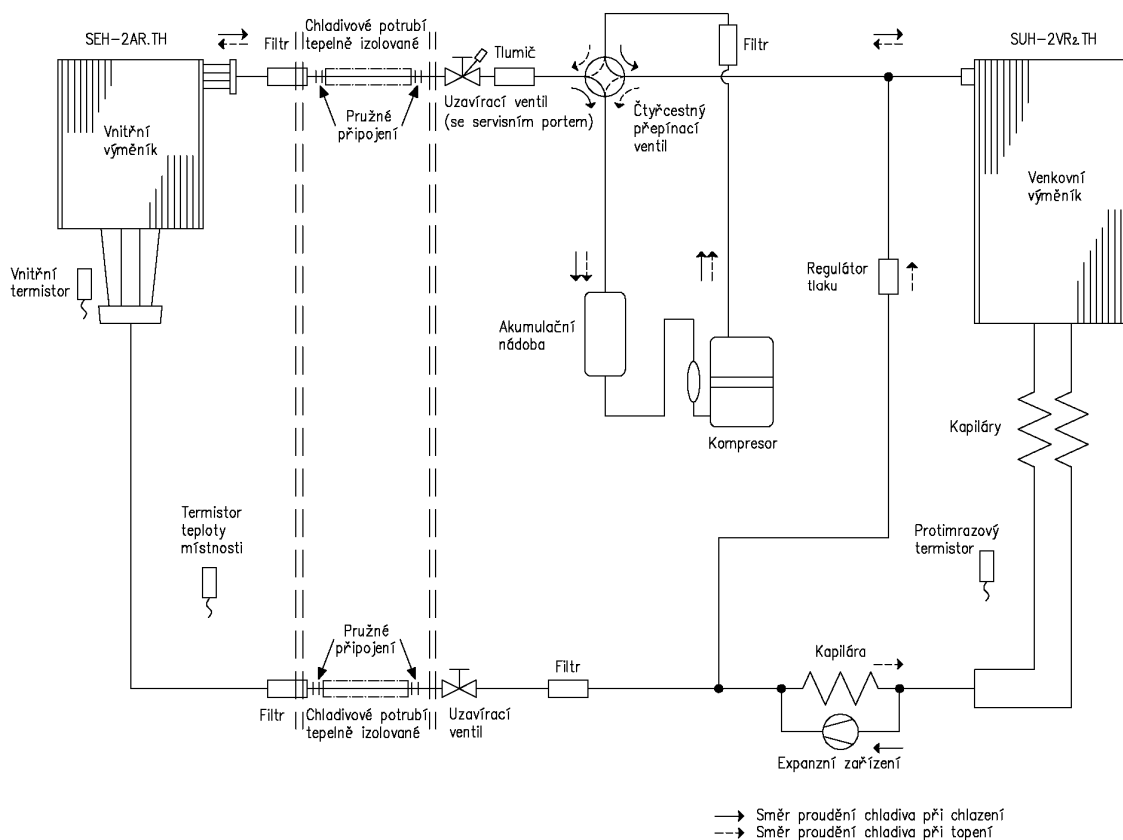 SEH-2AR.TH
Filtr
Chladivové potrubí
tepelně izolované
Tlumič
Filtr
SUH-2VR2.TH
Uzavírací ventil
(se servisním portem)
Pružné
připojení
Čtyřcestný
přepínací
ventil
Vnitřní
výměník
Venkovní
výměník
Vnitřní
termistor
Regulátor
tlaku
Akumulační
nádoba
Kompresor
Kapiláry
Termistor
teploty
místnosti
Protimrazový
termistor
Pružné
připojení
Kapilára
Filtr
Filtr
Chladivové potrubí
tepelně izolované
Uzavírací
ventil
Expanzní zařízení
Směr proudění chladiva při chlazení
Směr proudění chladiva při topení